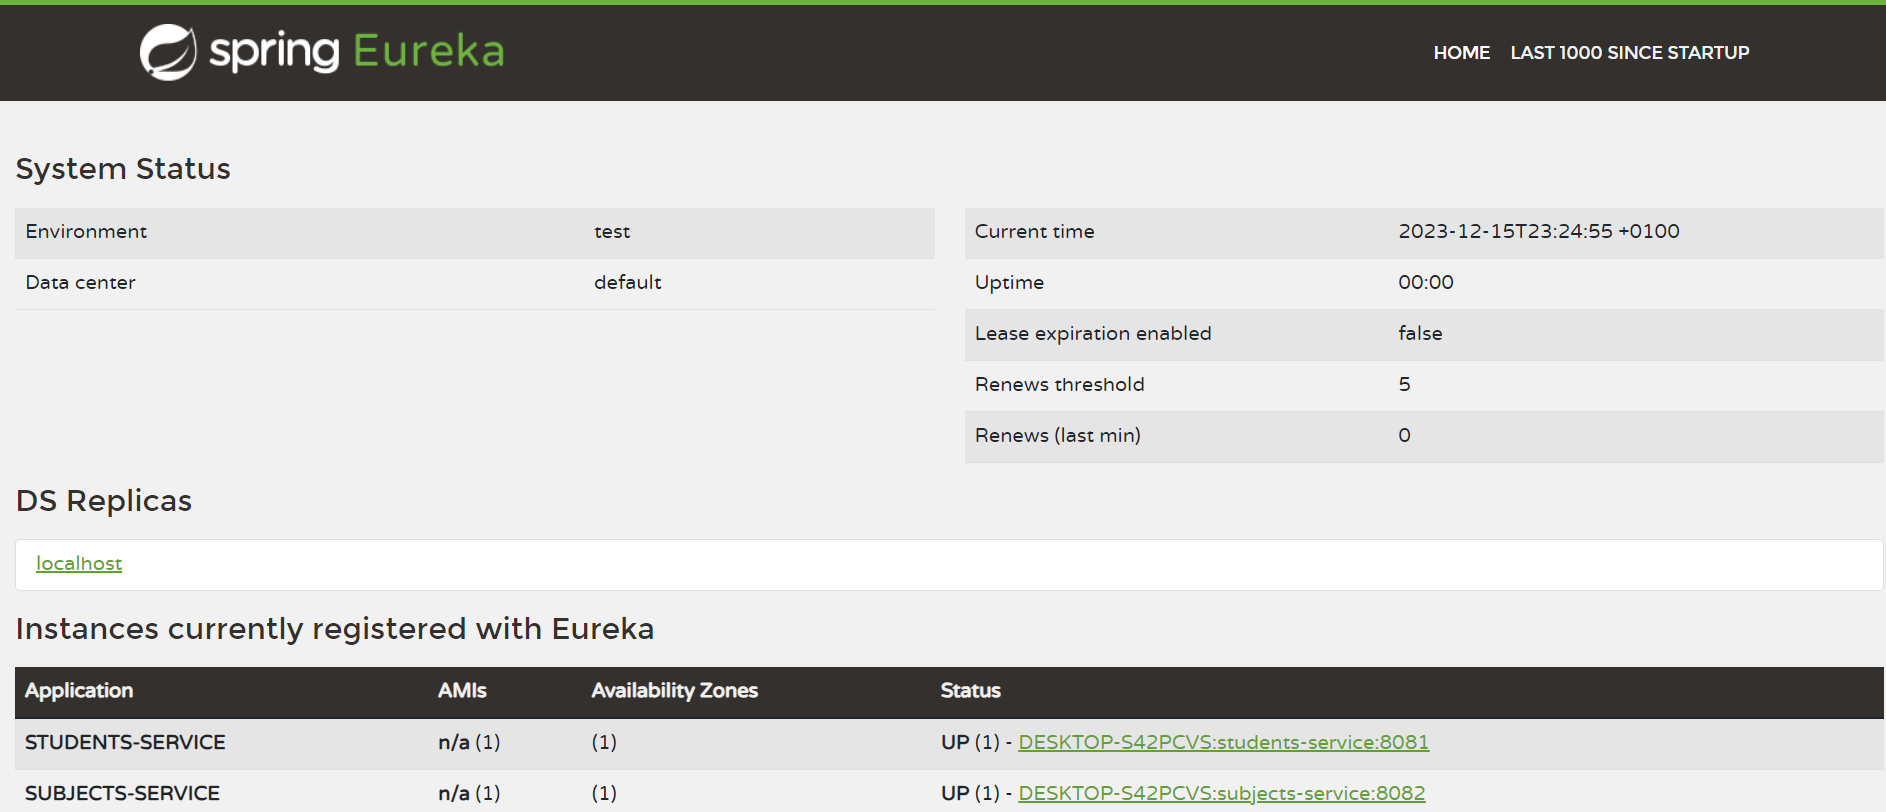 spring Eureka
HOME LAST 1000 SINCE STARTUP
System Status
Environment test
Data center default
Current time 2023-12-15T23:24:55 +0100
Uptime 00:00
Lease expiration enabled false
Renews threshold 5
Renews (last min) 0
DS Replicas
localhost
Instances currently registered with Eureka
Application AMIs Availability Zones Status
STUDENTS-SERVICE n/a (1) (1) UP (1) - DESKTOP-S42PCVS:students-service:8081
SUBJECTS-SERVICE n/a (1) (1) UP (1) - DESKTOP-S42PCVS:subjects-service:8082